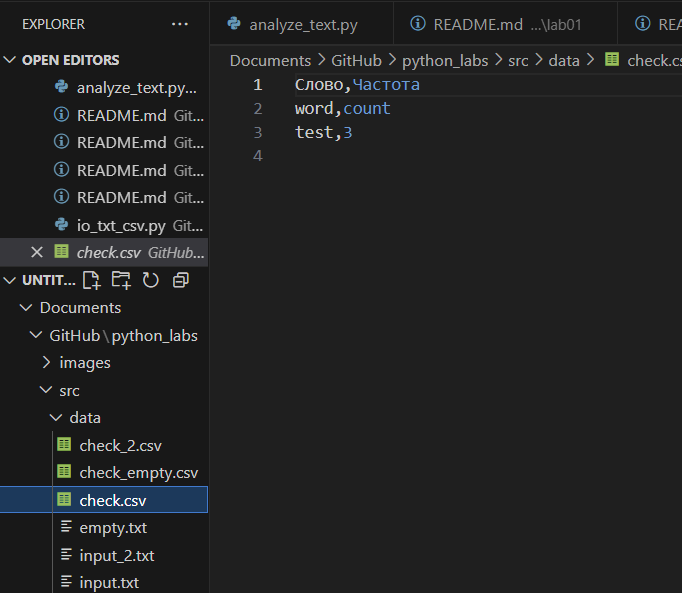 EXPLORER ...
OPEN EDITORS
analyze_text.py...
README.md Git...
README.md Git...
README.md Git...
README.md Git...
io_txt_csv.py Git...
check.csv GitHub...
UNTIT...
Documents
GitHub\python_labs
images
src
data
check_2.csv
check_empty.csv
check.csv
empty.txt
input_2.txt
input.txt
analyze_text.py README.md ...\lab01 REA
Documents > GitHub > python_labs > src > data > check.cs
1 Слово,Частота
2 word,count
3 test,3
4